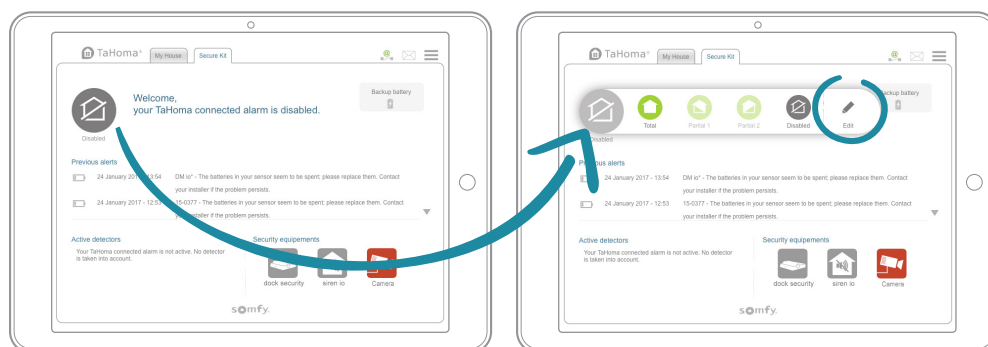 TaHoma®
My House
Secure Kit
Welcome,
your TaHoma connected alarm is disabled.
Backup battery
Disabled
Previous alerts
24 January 2017 - 13:54
DM io* - The batteries in your sensor seem to be spent; please replace them. Contact
your installer if the problem persists.
24 January 2017 - 12:53
15-0377 - The batteries in your sensor seem to be spent; please replace them. Contact
your installer if the problem persists.
Active detectors
Your TaHoma connected alarm is not active. No detector
is taken into account.
Security equipements
dock security
siren io
Camera
somfy.
TaHoma®
My House
Secure Kit
Backup battery
Total
Partial 1
Partial 2
Disabled
Edit
Disabled
Previous alerts
24 January 2017 - 13:54
DM io* - The batteries in your sensor seem to be spent; please replace them. Contact
your installer if the problem persists.
24 January 2017 - 12:53
15-0377 - The batteries in your sensor seem to be spent; please replace them. Contact
your installer if the problem persists.
Active detectors
Your TaHoma connected alarm is not active. No detector
is taken into account.
Security equipements
dock security
siren io
Camera
somfy.